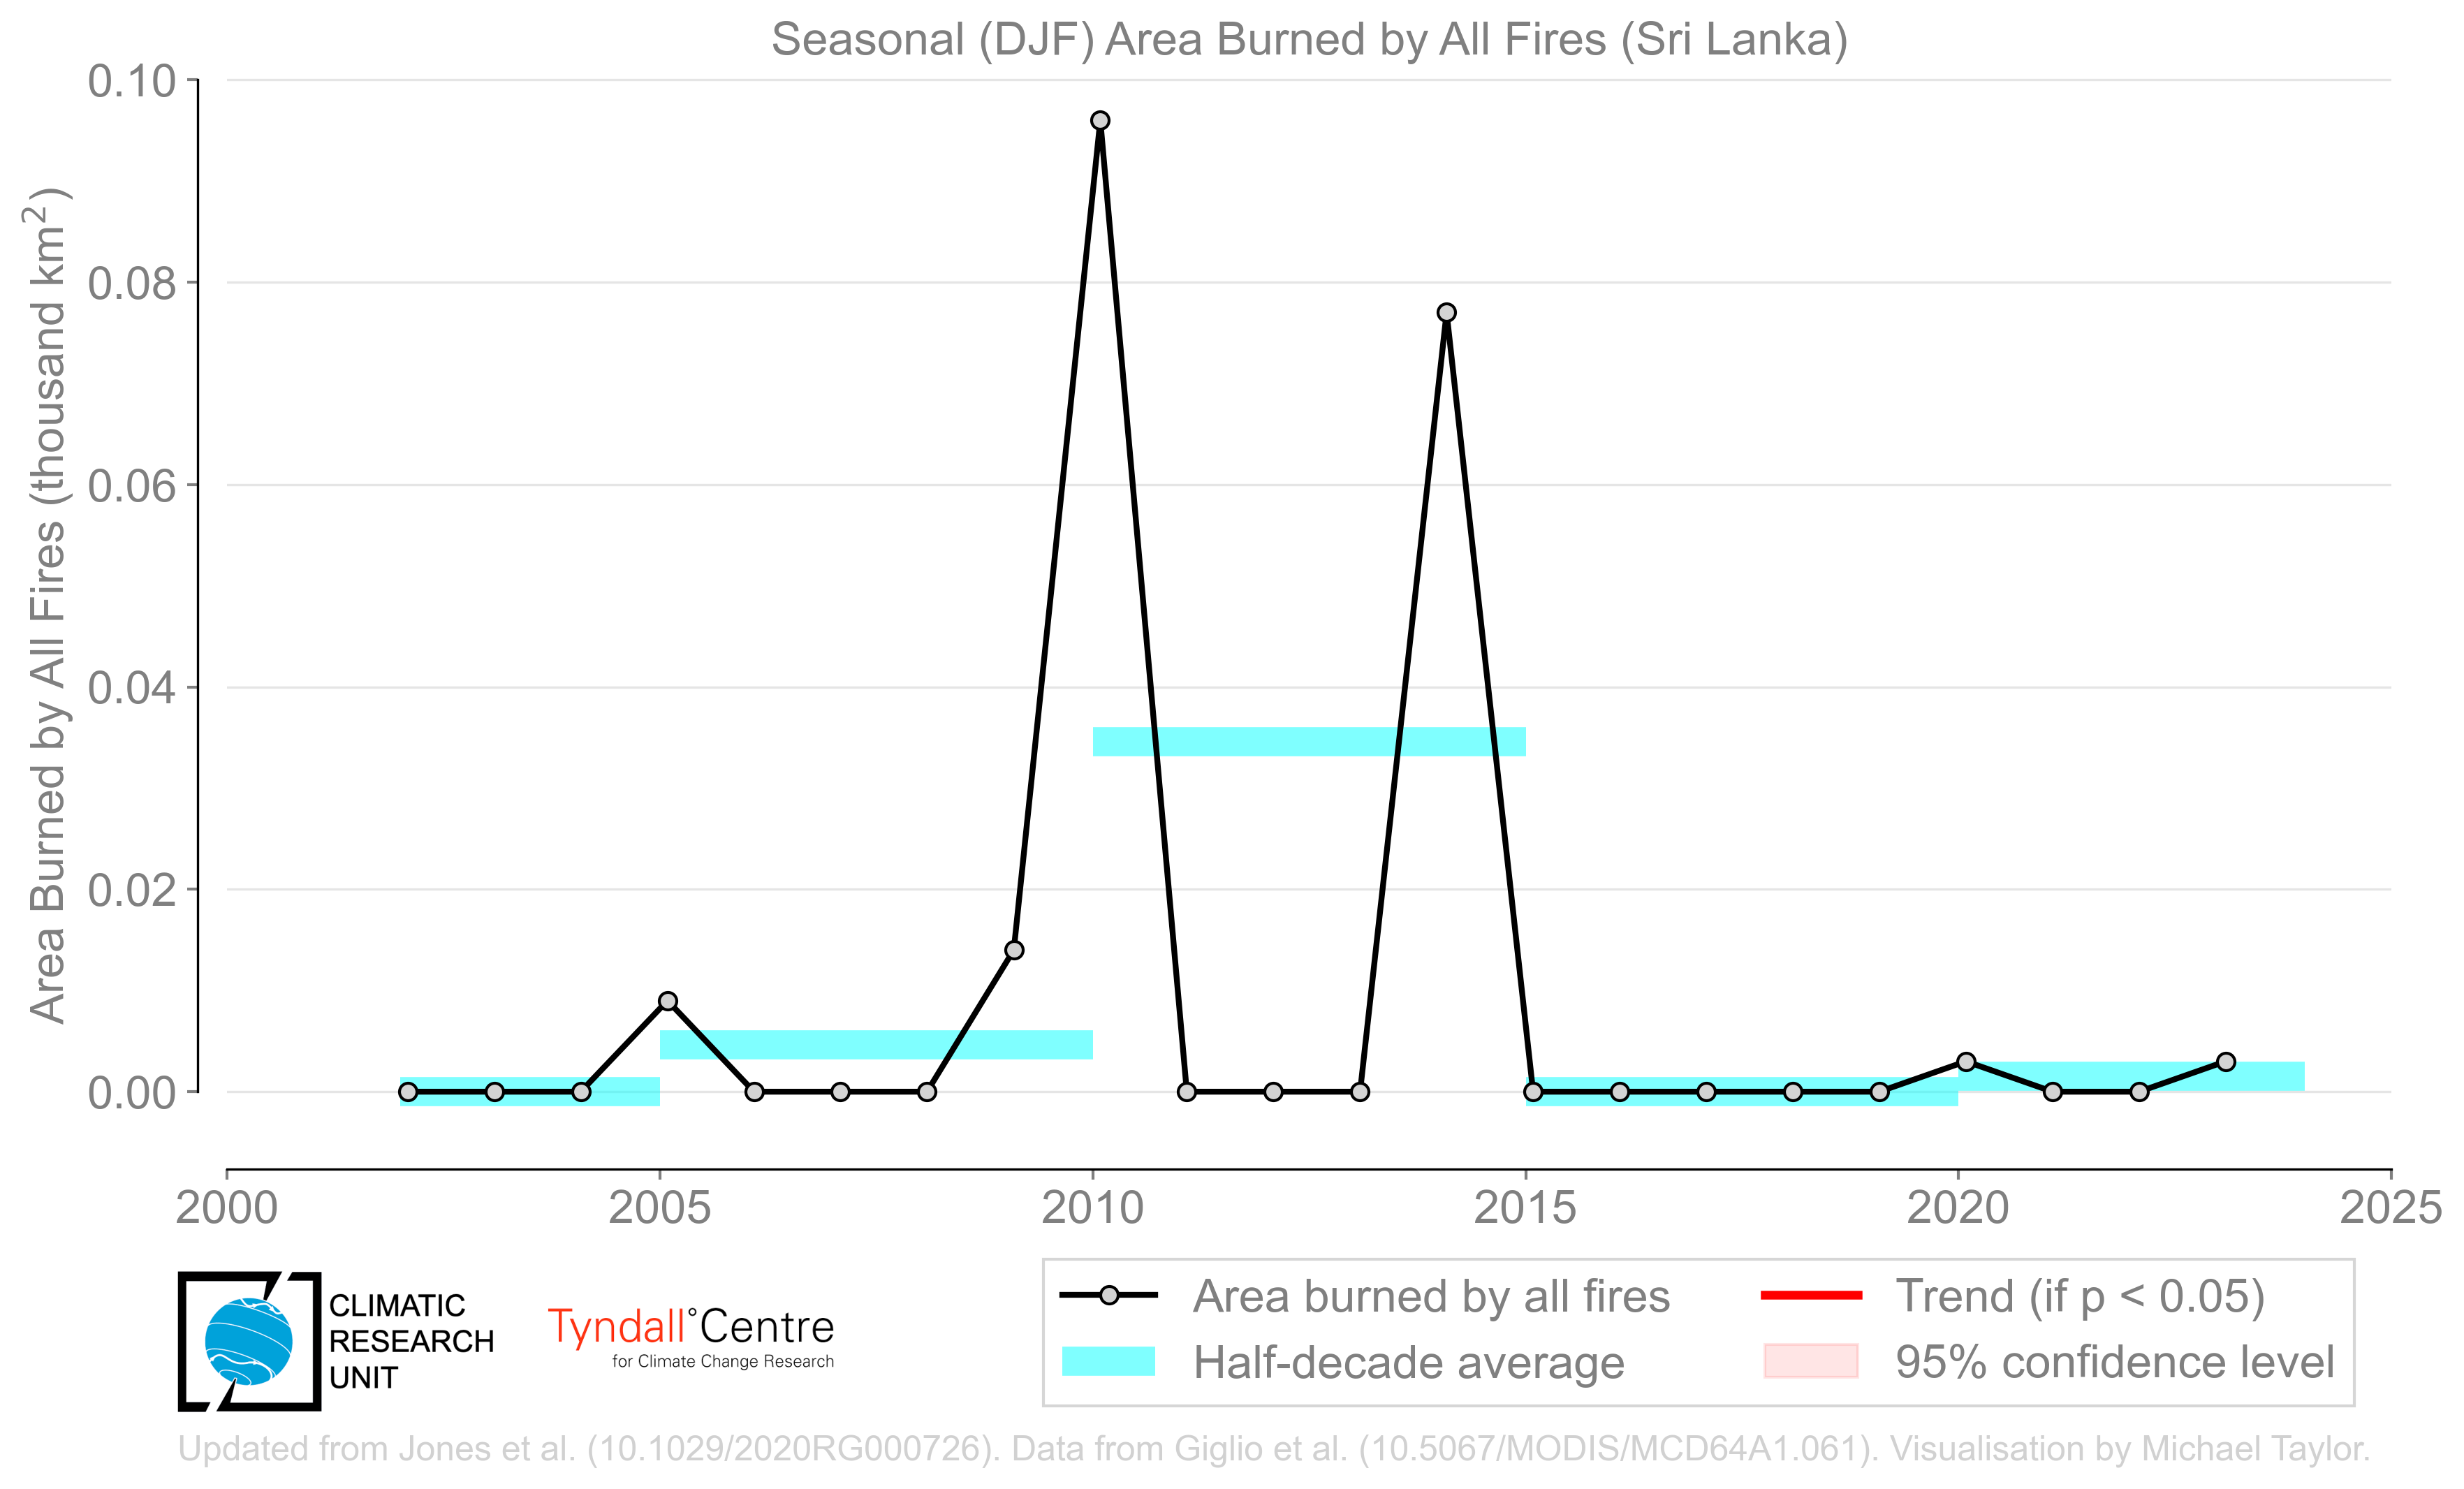 Seasonal (DJF) Area Burned by All Fires (Sri Lanka)
Area Burned by All Fires (thousand km²)
0.10
0.08
0.06
0.04
0.02
0.00
2000 2005 2010 2015 2020 2025
CLIMATIC
RESEARCH
UNIT
Tyndall°Centre
for Climate Change Research
Area burned by all fires
Half-decade average
Trend (if p < 0.05)
95% confidence level
Updated from Jones et al. (10.1029/2020RG000726). Data from Giglio et al. (10.5067/MODIS/MCD64A1.061). Visualisation by Michael Taylor.